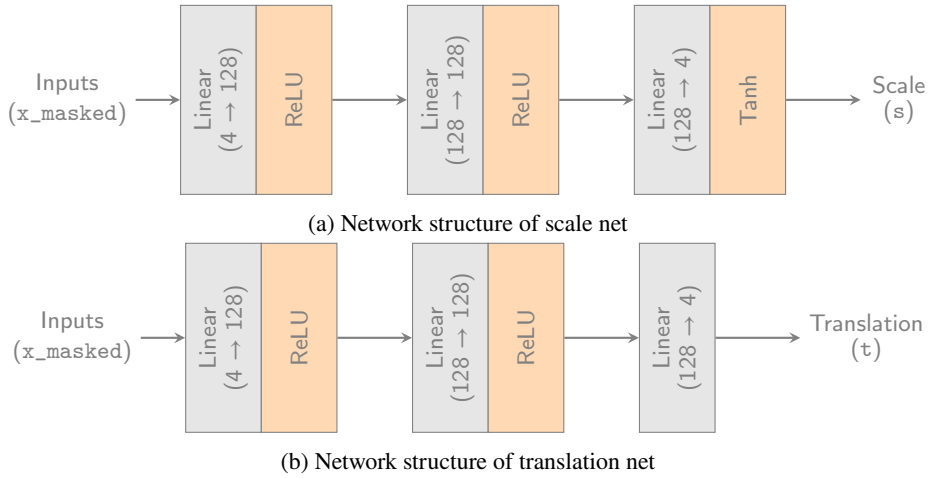 Inputs
(x_masked)
Linear
(4 → 128)
ReLU
Linear
(128 → 128)
ReLU
Linear
(128 → 4)
Tanh
Scale
(s)
(a) Network structure of scale net
Inputs
(x_masked)
Linear
(4 → 128)
ReLU
Linear
(128 → 128)
ReLU
Linear
(128 → 4)
Translation
(t)
(b) Network structure of translation net